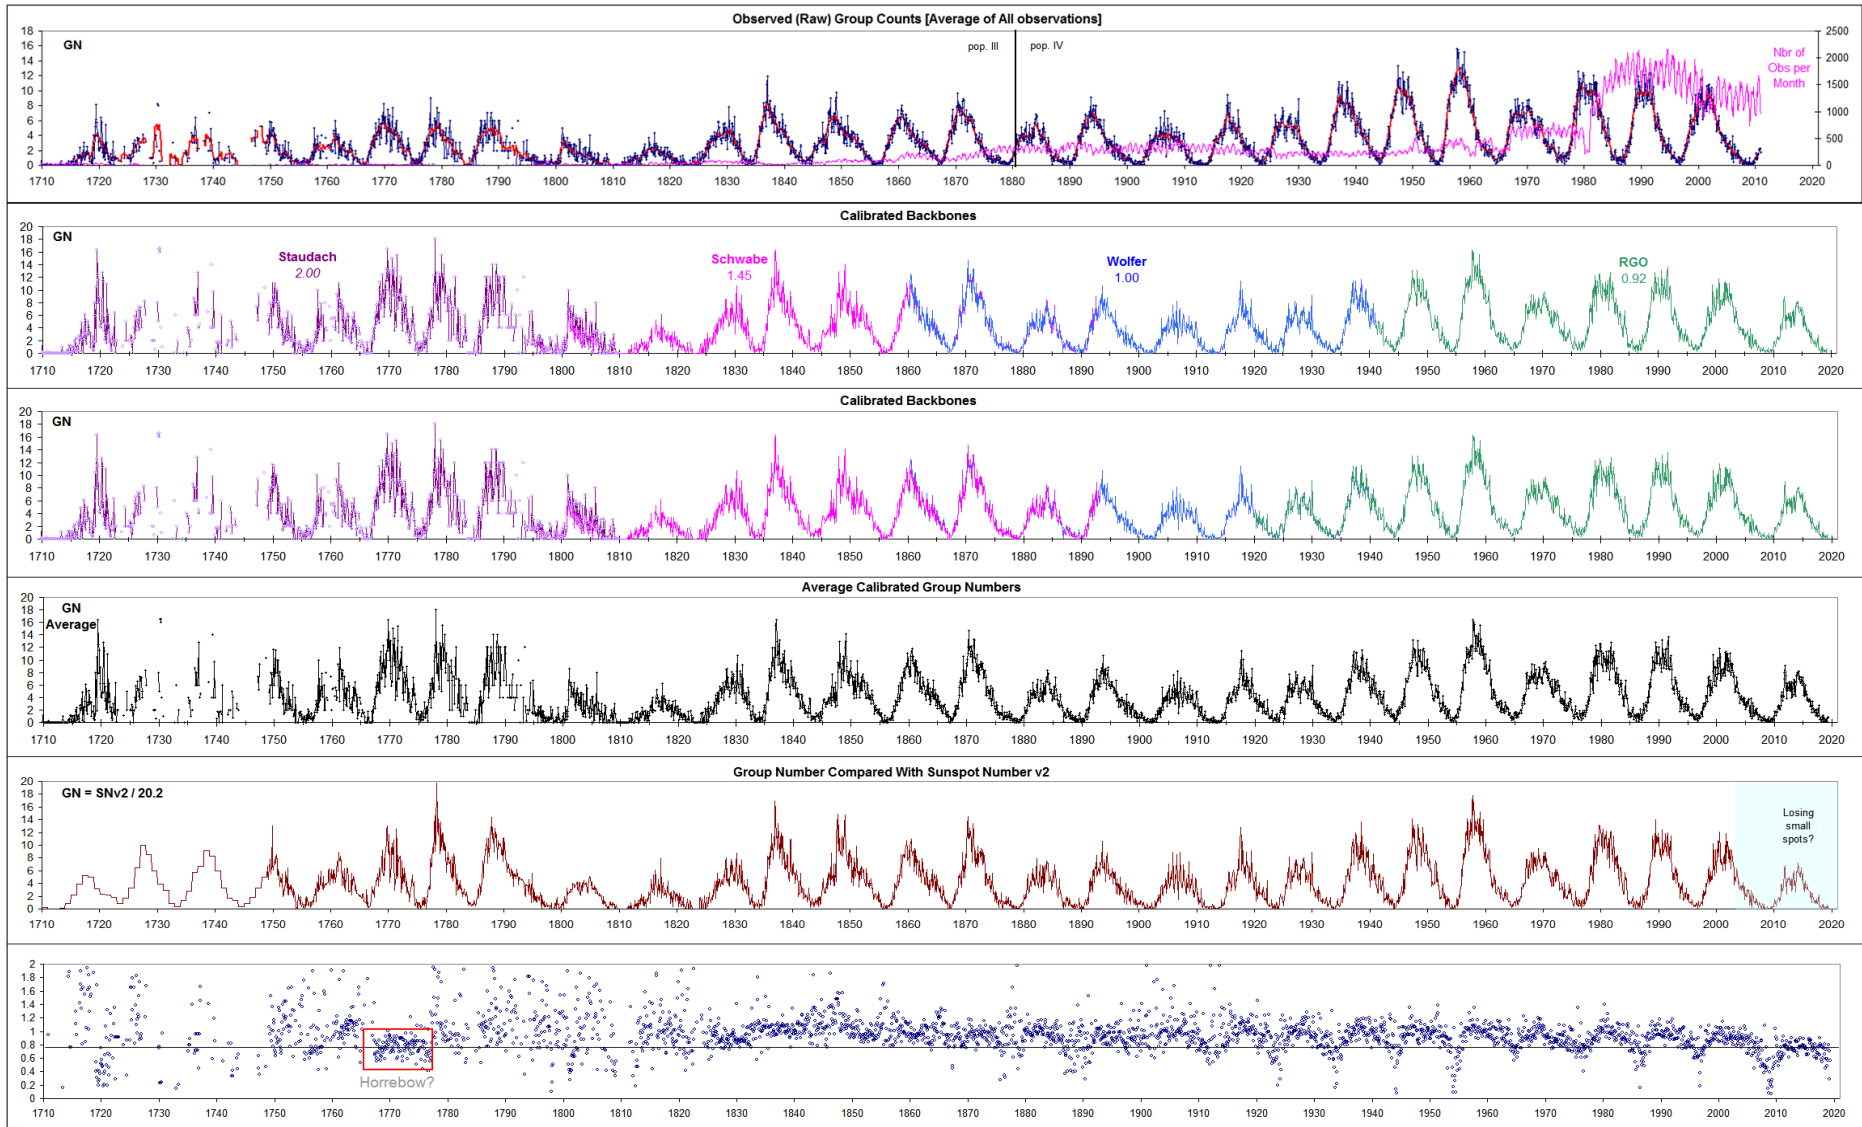 Observed (Raw) Group Counts [Average of All observations]
GN
pop. III
pop. IV
Nbr of
Obs per
Month
18
16
14
12
10
8
6
4
2
0
2500
2000
1500
1000
500
0
1710 1720 1730 1740 1750 1760 1770 1780 1790 1800 1810 1820 1830 1840 1850 1860 1870 1880 1890 1900 1910 1920 1930 1940 1950 1960 1970 1980 1990 2000 2010 2020
Calibrated Backbones
GN
Staudach
2.00
Schwabe
1.45
Wolfer
1.00
RGO
0.92
20
18
16
14
12
10
8
6
4
2
0
1710 1720 1730 1740 1750 1760 1770 1780 1790 1800 1810 1820 1830 1840 1850 1860 1870 1880 1890 1900 1910 1920 1930 1940 1950 1960 1970 1980 1990 2000 2010 2020
Calibrated Backbones
GN
20
18
16
14
12
10
8
6
4
2
0
1710 1720 1730 1740 1750 1760 1770 1780 1790 1800 1810 1820 1830 1840 1850 1860 1870 1880 1890 1900 1910 1920 1930 1940 1950 1960 1970 1980 1990 2000 2010 2020
Average Calibrated Group Numbers
GN
Average
20
18
16
14
12
10
8
6
4
2
0
1710 1720 1730 1740 1750 1760 1770 1780 1790 1800 1810 1820 1830 1840 1850 1860 1870 1880 1890 1900 1910 1920 1930 1940 1950 1960 1970 1980 1990 2000 2010 2020
Group Number Compared With Sunspot Number v2
GN = SNv2 / 20.2
Losing
small
spots?
20
18
16
14
12
10
8
6
4
2
0
1710 1720 1730 1740 1750 1760 1770 1780 1790 1800 1810 1820 1830 1840 1850 1860 1870 1880 1890 1900 1910 1920 1930 1940 1950 1960 1970 1980 1990 2000 2010 2020
2
1.8
1.6
1.4
1.2
1
0.8
0.6
0.4
0.2
0
Horrebow?
1710 1720 1730 1740 1750 1760 1770 1780 1790 1800 1810 1820 1830 1840 1850 1860 1870 1880 1890 1900 1910 1920 1930 1940 1950 1960 1970 1980 1990 2000 2010 2020